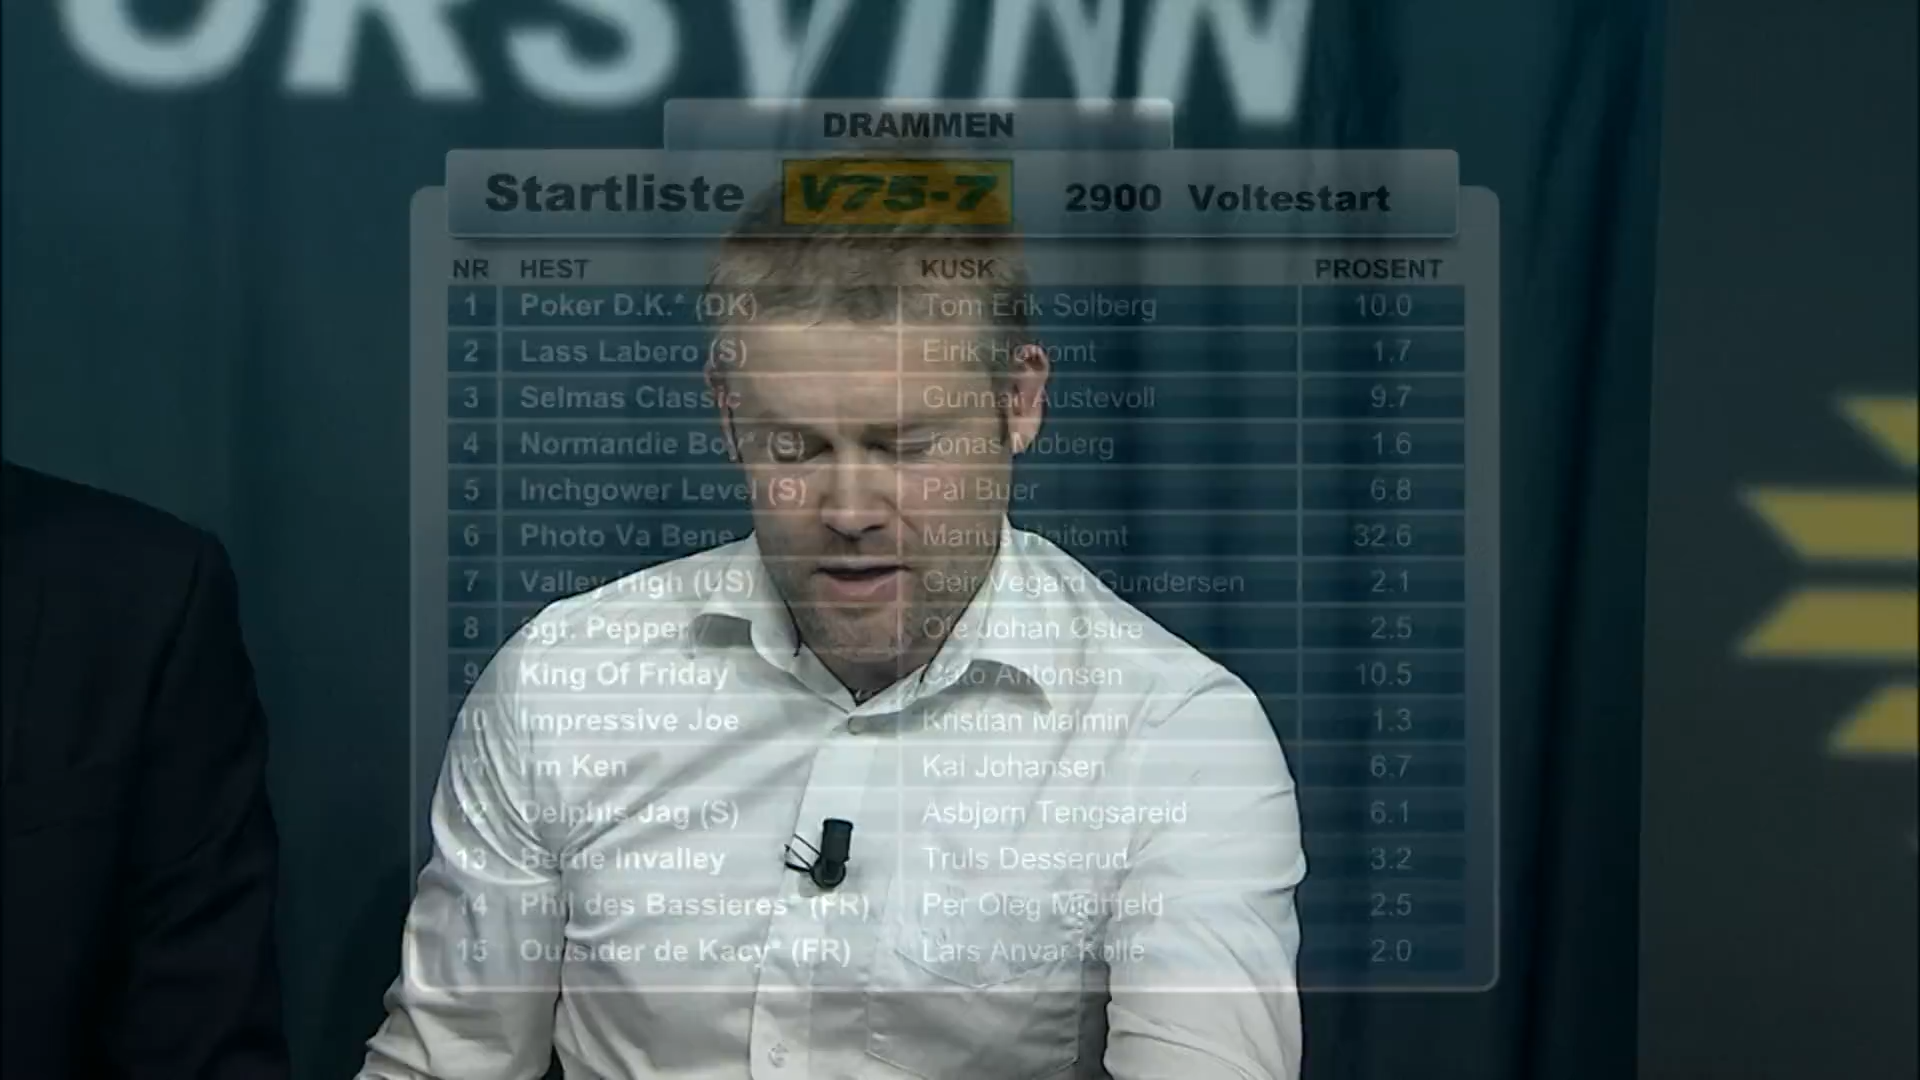 ORSVINN
DRAMMEN
Startliste V75-7 2900 Voltestart
NR HEST KUSK PROSENT
1 Poker D.K.* (DK) Tom Erik Solberg 10.0
2 Lass Labero (S) Eirik Høitomt 1.7
3 Selmas Classic Gunnar Austevoll 9.7
4 Normandie Boy* (S) Jonas Moberg 1.6
5 Inchgower Level (S) Pål Buer 6.8
6 Photo Va Bene Marius Høitomt 32.6
7 Valley High (US) Geir Vegard Gundersen 2.1
8 Sgt. Pepper Ole Johan Østre 2.5
9 King Of Friday Cato Antonsen 10.5
10 Impressive Joe Kristian Malmin 1.3
11 I'm Ken Kai Johansen 6.7
12 Delphis Jag (S) Asbjørn Tengsareid 6.1
13 Invalley Truls Desserud 3.2
14 Phil des Bassieres* (FR) Per Oleg Midtfjeld 2.5
15 Outsider de Kacy* (FR) Lars Anvar Kolle 2.0